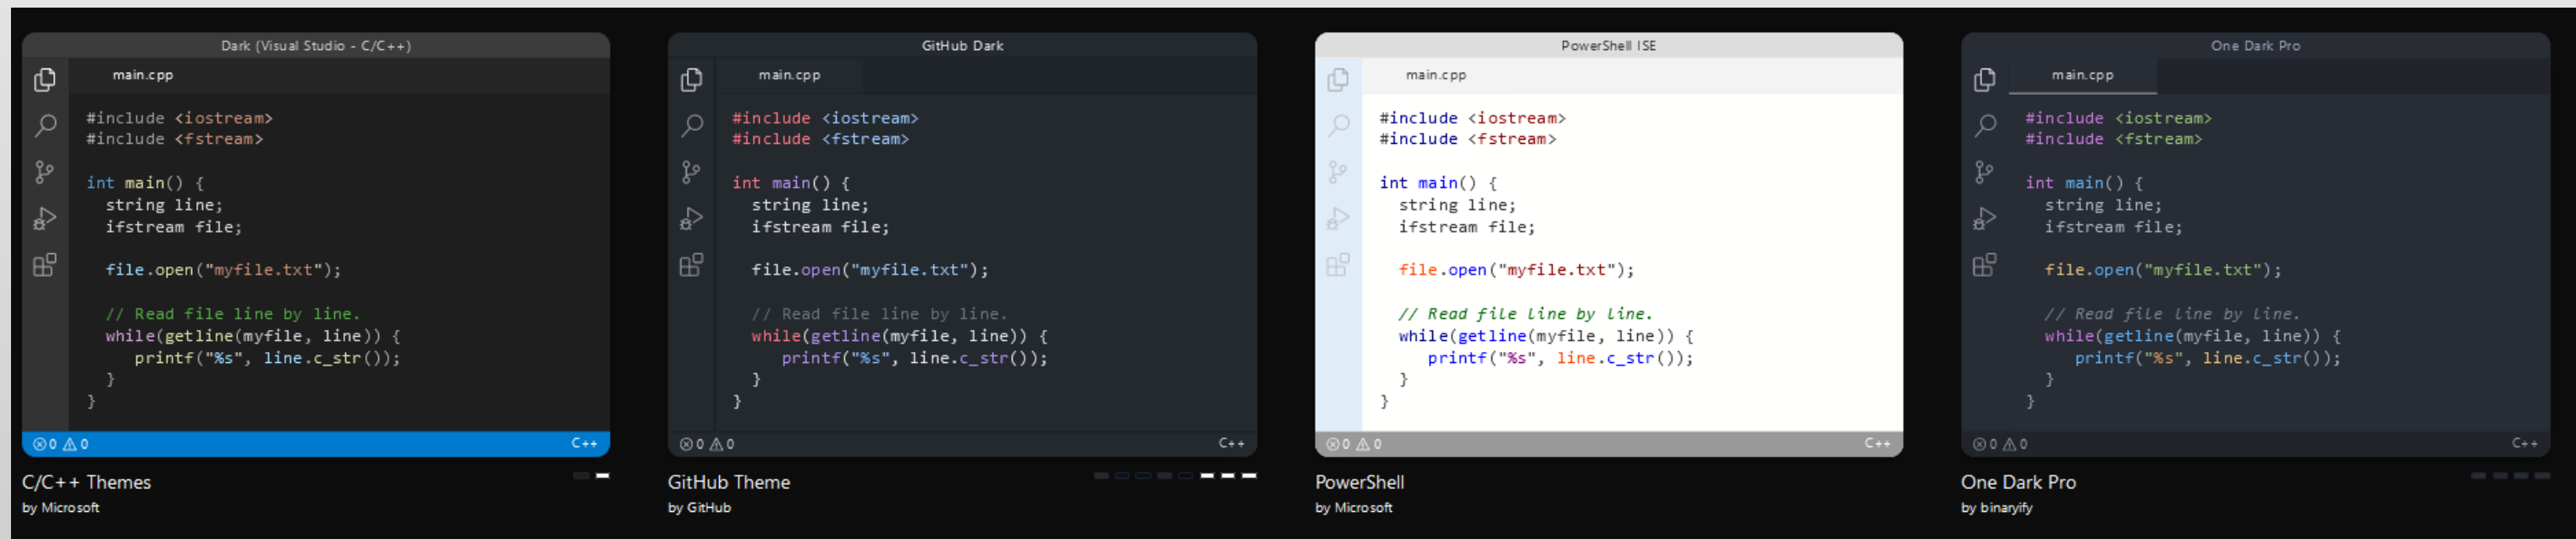 Dark (Visual Studio - C/C++)
main.cpp
#include <iostream>
#include <fstream>
int main() {
string line;
ifstream file;
file.open("myfile.txt");
// Read file line by line.
while(getline(myfile, line)) {
printf("%s", line.c_str());
}
}
0 0 C++
C/C++ Themes
by Microsoft
GitHub Dark
main.cpp
#include <iostream>
#include <fstream>
int main() {
string line;
ifstream file;
file.open("myfile.txt");
// Read file line by line.
while(getline(myfile, line)) {
printf("%s", line.c_str());
}
}
0 0 C++
GitHub Theme
by GitHub
PowerShell ISE
main.cpp
#include <iostream>
#include <fstream>
int main() {
string line;
ifstream file;
file.open("myfile.txt");
// Read file line by line.
while(getline(myfile, line)) {
printf("%s", line.c_str());
}
}
0 0 C++
PowerShell
by Microsoft
One Dark Pro
main.cpp
#include <iostream>
#include <fstream>
int main() {
string line;
ifstream file;
file.open("myfile.txt");
// Read file line by line.
while(getline(myfile, line)) {
printf("%s", line.c_str());
}
}
0 0 C++
One Dark Pro
by binaryify